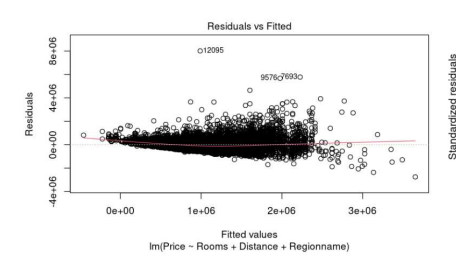 Residuals vs Fitted
Residuals
8e+06
4e+06
0e+00
-4e+06
12095
9576
7693
0e+00 1e+06 2e+06 3e+06
Fitted values
lm(Price ~ Rooms + Distance + Regionname)
Standardized residuals